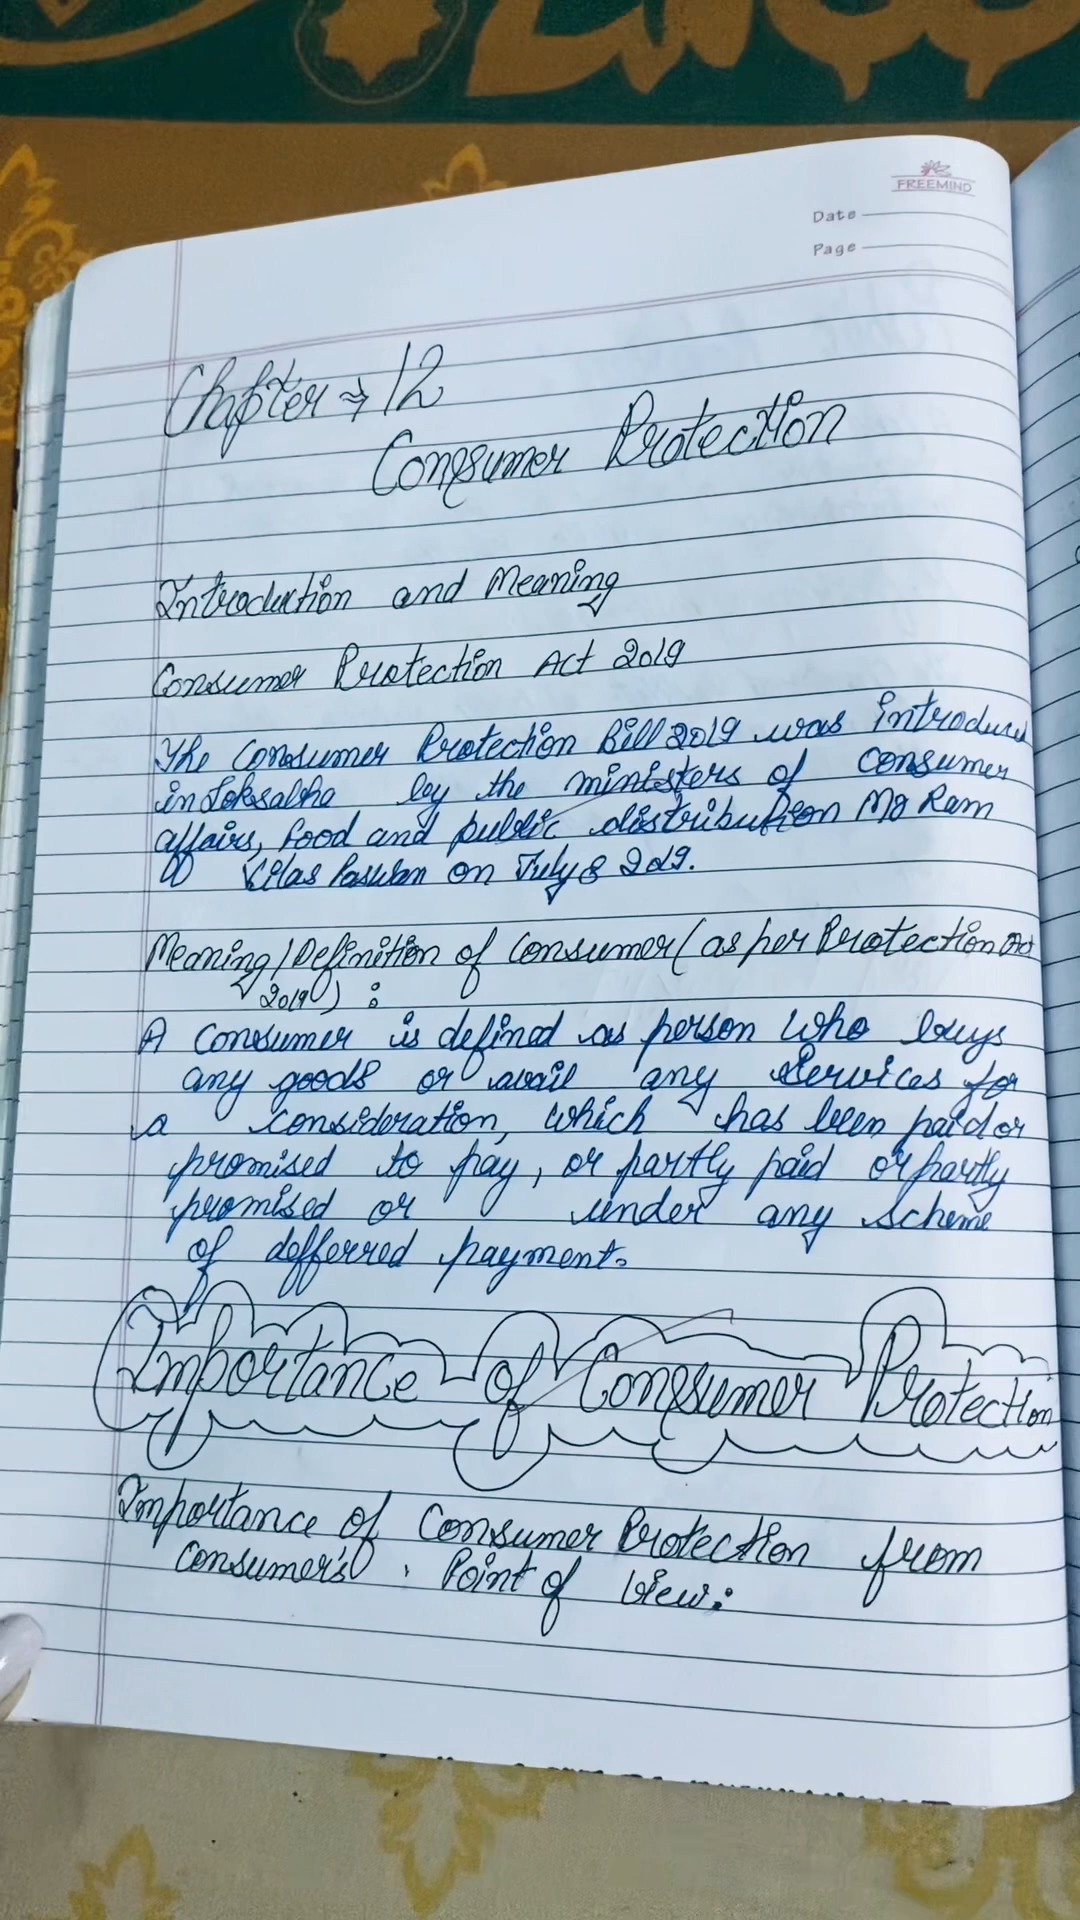 FREEMIND
Date
Page
Chapter ⇒ 12
Consumer Protection
Introduction and Meaning
Consumer Protection Act 2019
The Consumer Protection Bill 2019 was introduced
in Loksabha by the ministers of consumer
affairs, food and public distribution Mr Ram
Vilas Paswan on July 8 2019.
Meaning/Definition of Consumer (as per Protection Act
2019) :
A consumer is defined as person who buys
any goods or avail any services for
a consideration, which has been paid or
promised to pay, or partly paid or partly
promised or under any scheme
of defferred payment.
Importance of Consumer Protection
Importance of Consumer Protection from
Consumer's Point of View: